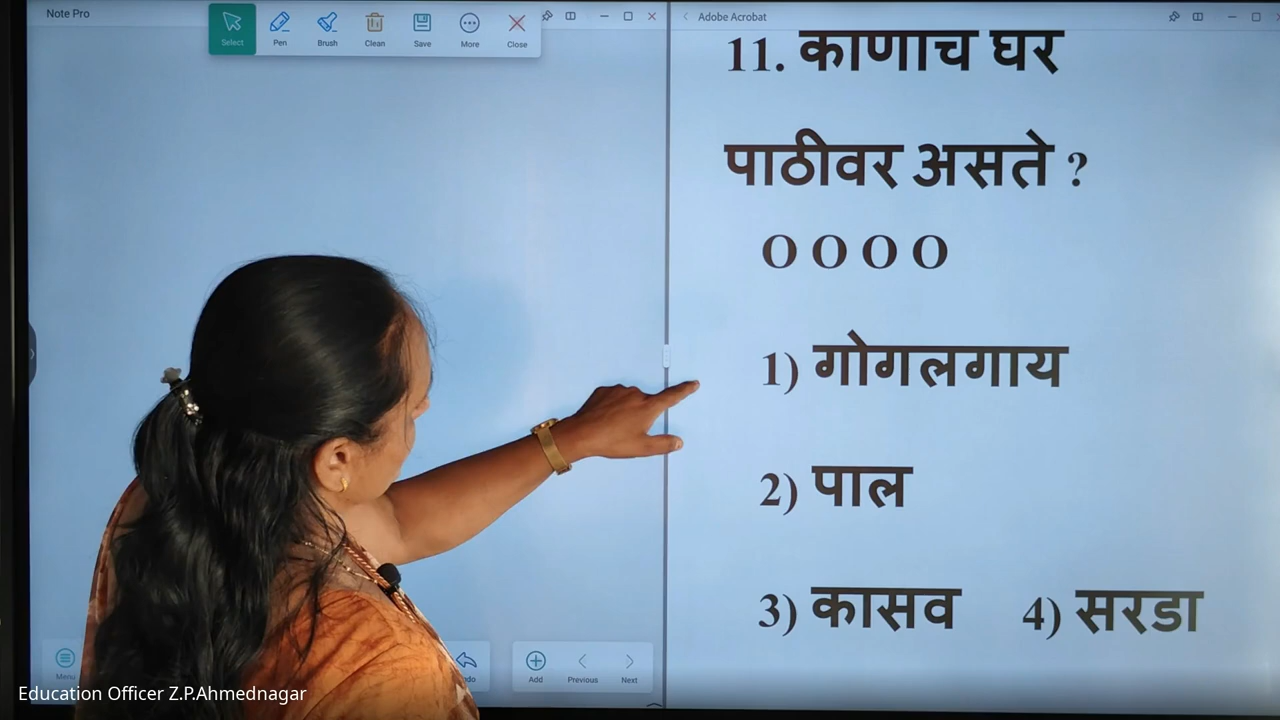 Note Pro
Select Pen Brush Clean Save More Close
Adobe Acrobat
11. काणाच घर
पाठीवर असते ?
O O O O
1) गोगलगाय
2) पाल
3) कासव 4) सरडा
Menu
Add Previous Next
Education Officer Z.P.Ahmednagar